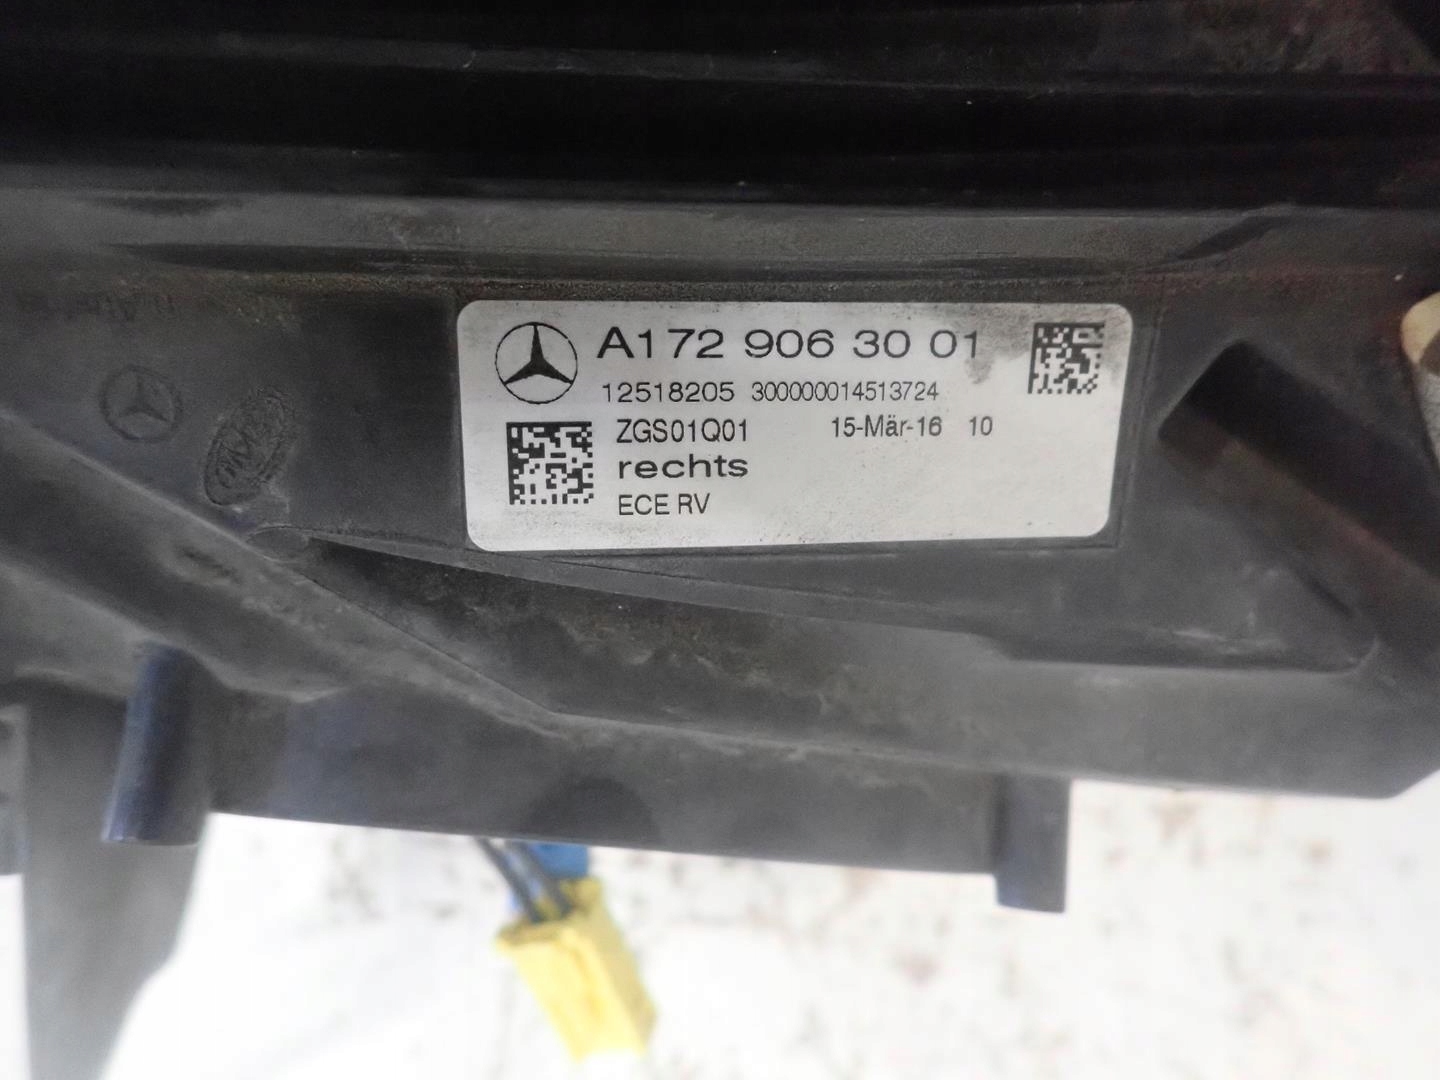 A172 906 30 01
12518205 300000014513724
ZGS01Q01 15-Mär-16 10
rechts
ECE RV